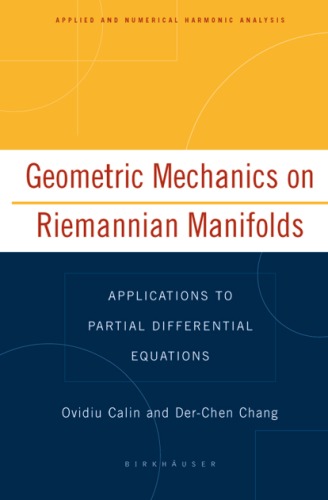 APPLIED AND NUMERICAL HARMONIC ANALYSIS
Geometric Mechanics on
Riemannian Manifolds
APPLICATIONS TO
PARTIAL DIFFERENTIAL
EQUATIONS
Ovidiu Calin and Der-Chen Chang
BIRKHÄUSER